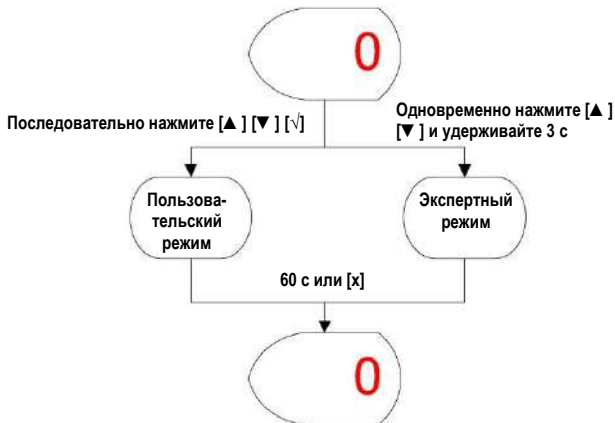 0
Последовательно нажмите [▲ ] [▼ ] [√]
Одновременно нажмите [▲ ]
[▼ ] и удерживайте 3 с
Пользова-
тельский
режим
Экспертный
режим
60 с или [x]
0